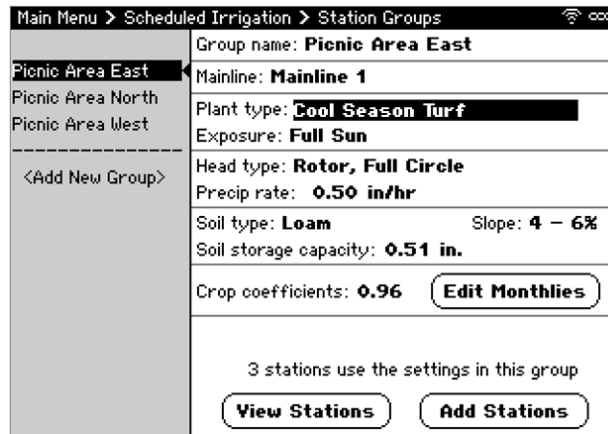 Main Menu > Scheduled Irrigation > Station Groups
Picnic Area East
Picnic Area North
Picnic Area West
<Add New Group>
Group name: Picnic Area East
Mainline: Mainline 1
Plant type: Cool Season Turf
Exposure: Full Sun
Head type: Rotor, Full Circle
Precip rate: 0.50 in/hr
Soil type: Loam Slope: 4 – 6%
Soil storage capacity: 0.51 in.
Crop coefficients: 0.96 Edit Monthlies
3 stations use the settings in this group
View Stations Add Stations